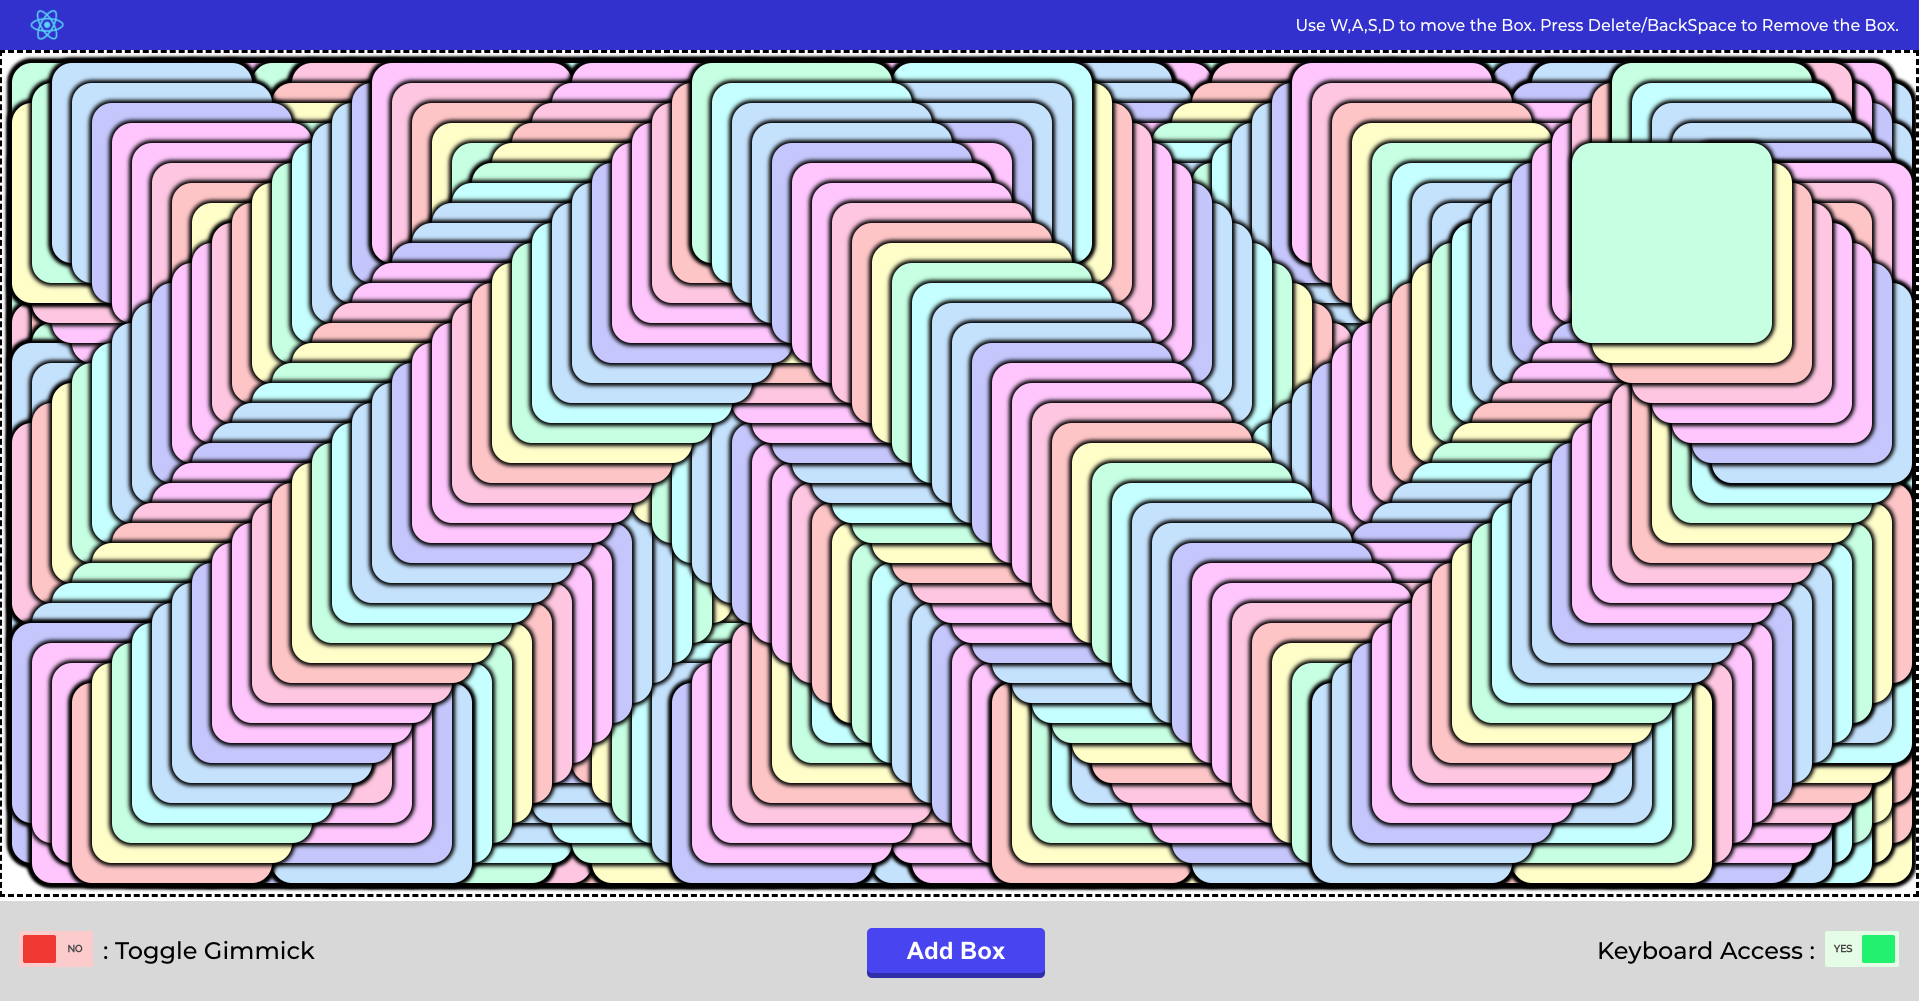 Use W,A,S,D to move the Box. Press Delete/BackSpace to Remove the Box.
NO : Toggle Gimmick
Add Box
Keyboard Access : YES